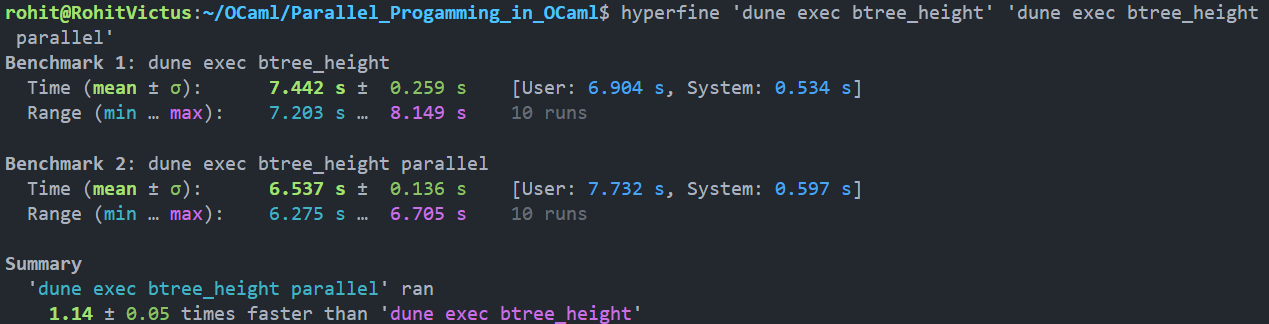 rohit@RohitVictus:~/OCaml/Parallel_Progamming_in_OCaml$ hyperfine 'dune exec btree_height' 'dune exec btree_height
parallel'
Benchmark 1: dune exec btree_height
Time (mean ± σ): 7.442 s ± 0.259 s [User: 6.904 s, System: 0.534 s]
Range (min … max): 7.203 s … 8.149 s 10 runs
Benchmark 2: dune exec btree_height parallel
Time (mean ± σ): 6.537 s ± 0.136 s [User: 7.732 s, System: 0.597 s]
Range (min … max): 6.275 s … 6.705 s 10 runs
Summary
'dune exec btree_height parallel' ran
1.14 ± 0.05 times faster than 'dune exec btree_height'